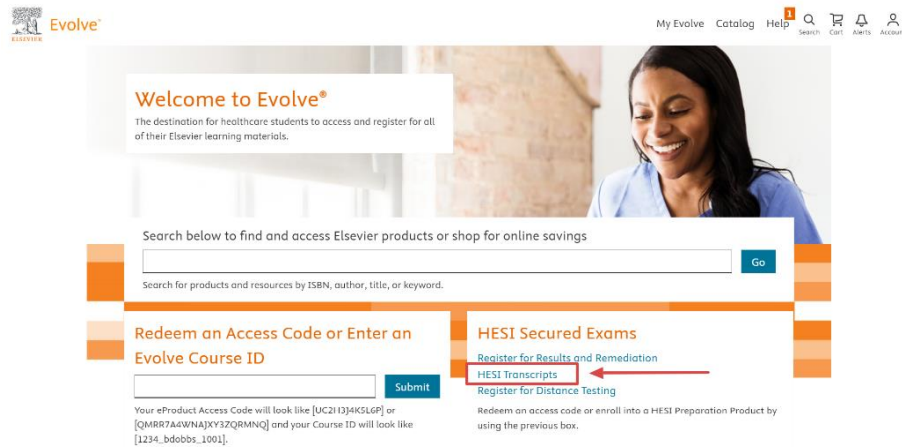 ELSEVIER
Evolve®
My Evolve Catalog Help 1
Search Cart Alerts Account
Welcome to Evolve®
The destination for healthcare students to access and register for all
of their Elsevier learning materials.
Search below to find and access Elsevier products or shop for online savings
Go
Search for products and resources by ISBN, author, title, or keyword.
Redeem an Access Code or Enter an
Evolve Course ID
Submit
Your eProduct Access Code will look like [UC2H3J4K5L6P] or
[QMRR7A4WNAJXY3ZQRMNQ] and your Course ID will look like
[1234_bdobbs_1001].
HESI Secured Exams
Register for Results and Remediation
HESI Transcripts
Register for Distance Testing
Redeem an access code or enroll into a HESI Preparation Product by
using the previous box.